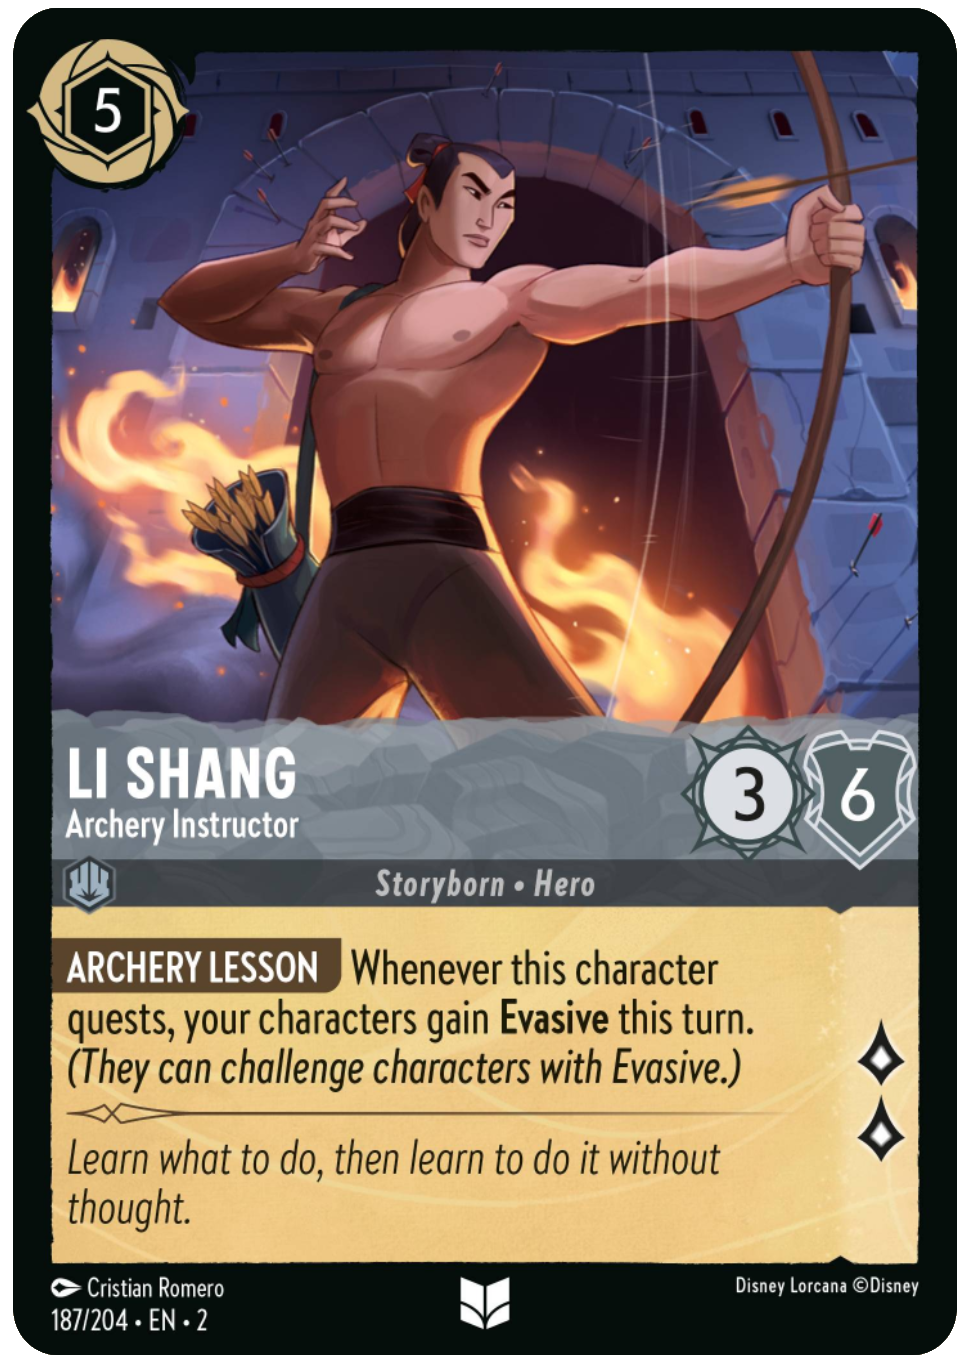 5
LI SHANG
Archery Instructor
3
6
Storyborn • Hero
ARCHERY LESSON Whenever this character
quests, your characters gain Evasive this turn.
(They can challenge characters with Evasive.)
Learn what to do, then learn to do it without
thought.
Cristian Romero
187/204 • EN • 2
Disney Lorcana ©Disney